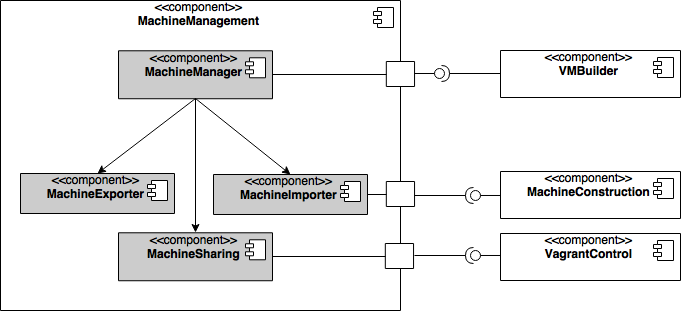 <<component>>
MachineManagement
<<component>>
MachineManager
<<component>>
VMBuilder
<<component>>
MachineExporter
<<component>>
MachineImporter
<<component>>
MachineConstruction
<<component>>
MachineSharing
<<component>>
VagrantControl